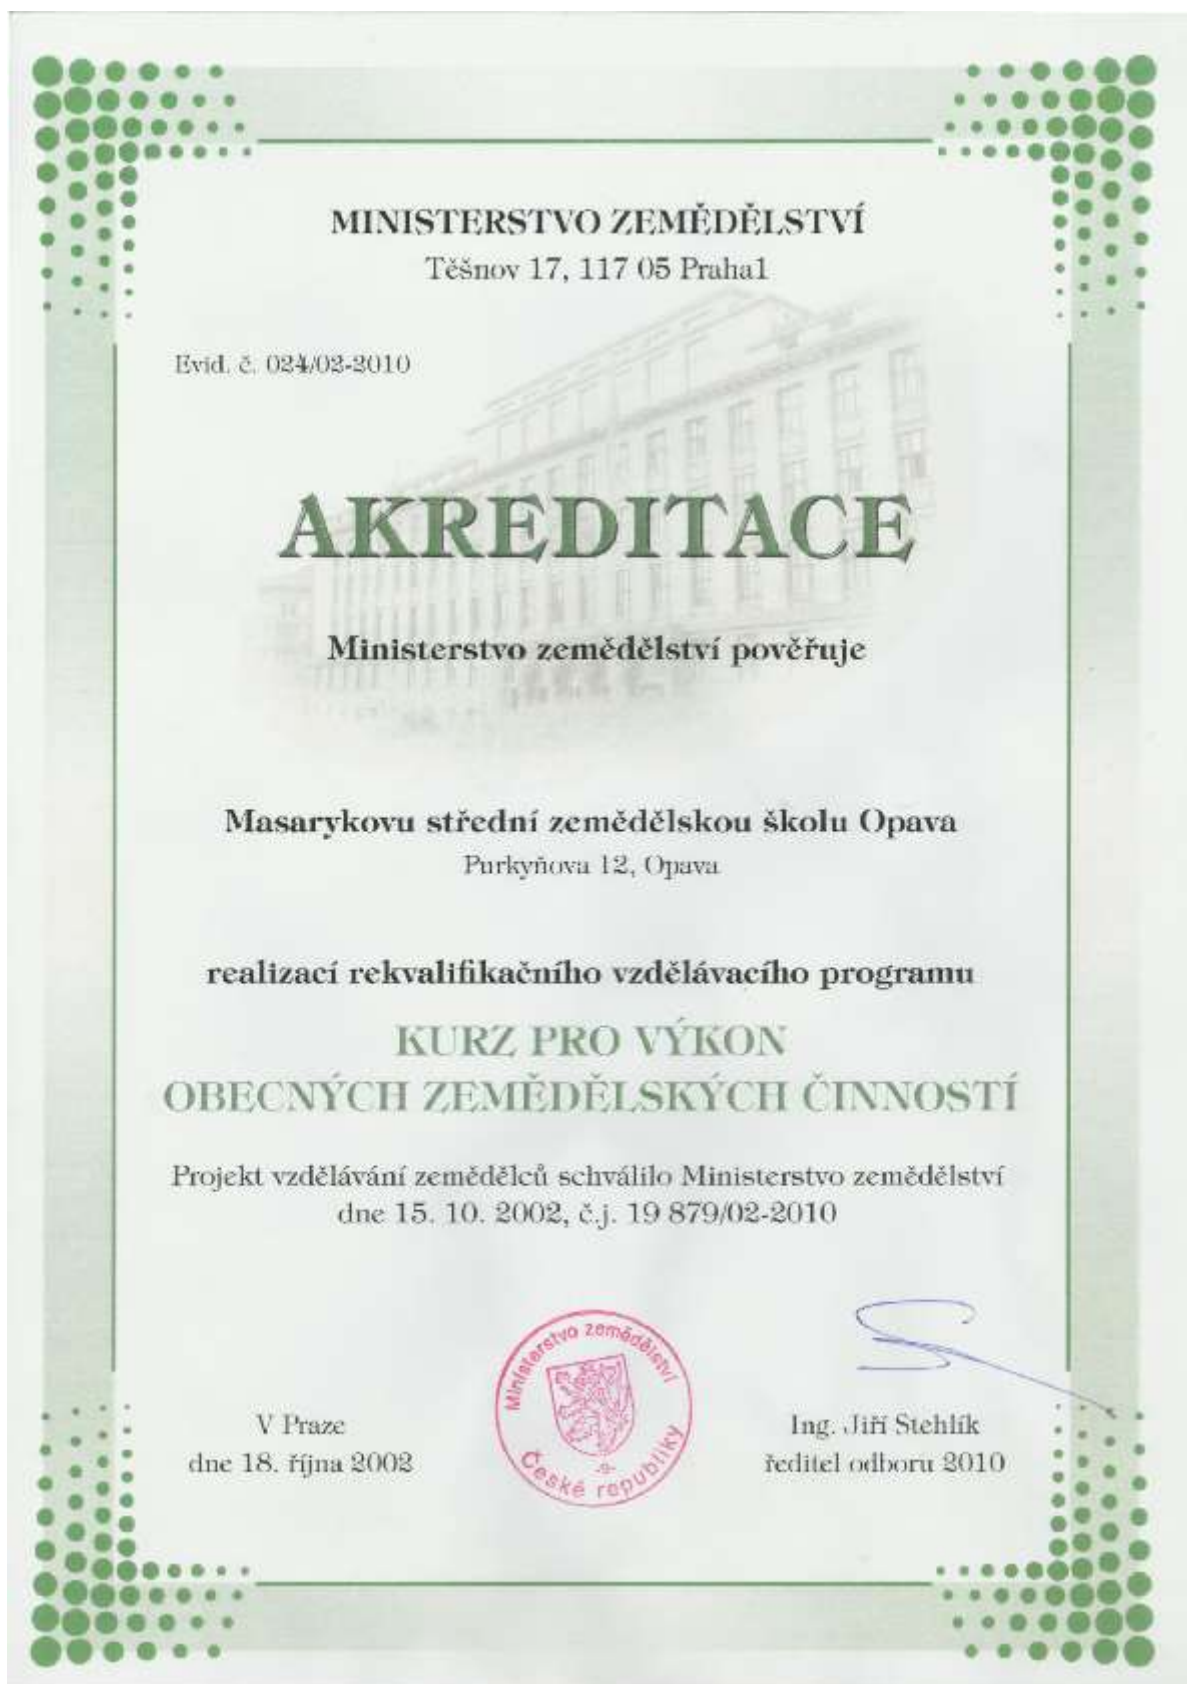 MINISTERSTVO ZEMĚDĚLSTVÍ
Těšnov 17, 117 05 Praha1
Evid. č. 024/02-2010
AKREDITACE
Ministerstvo zemědělství pověřuje
Masarykovu střední zemědělskou školu Opava
Purkyňova 12, Opava
realizací rekvalifikačního vzdělávacího programu
KURZ PRO VÝKON
OBECNÝCH ZEMĚDĚLSKÝCH ČINNOSTÍ
Projekt vzdělávání zemědělců schválilo Ministerstvo zemědělství
dne 15. 10. 2002, č.j. 19 879/02-2010
Ministerstvo zemědělství
České republiky
-9-
V Praze
dne 18. října 2002
Ing. Jiří Stehlík
ředitel odboru 2010